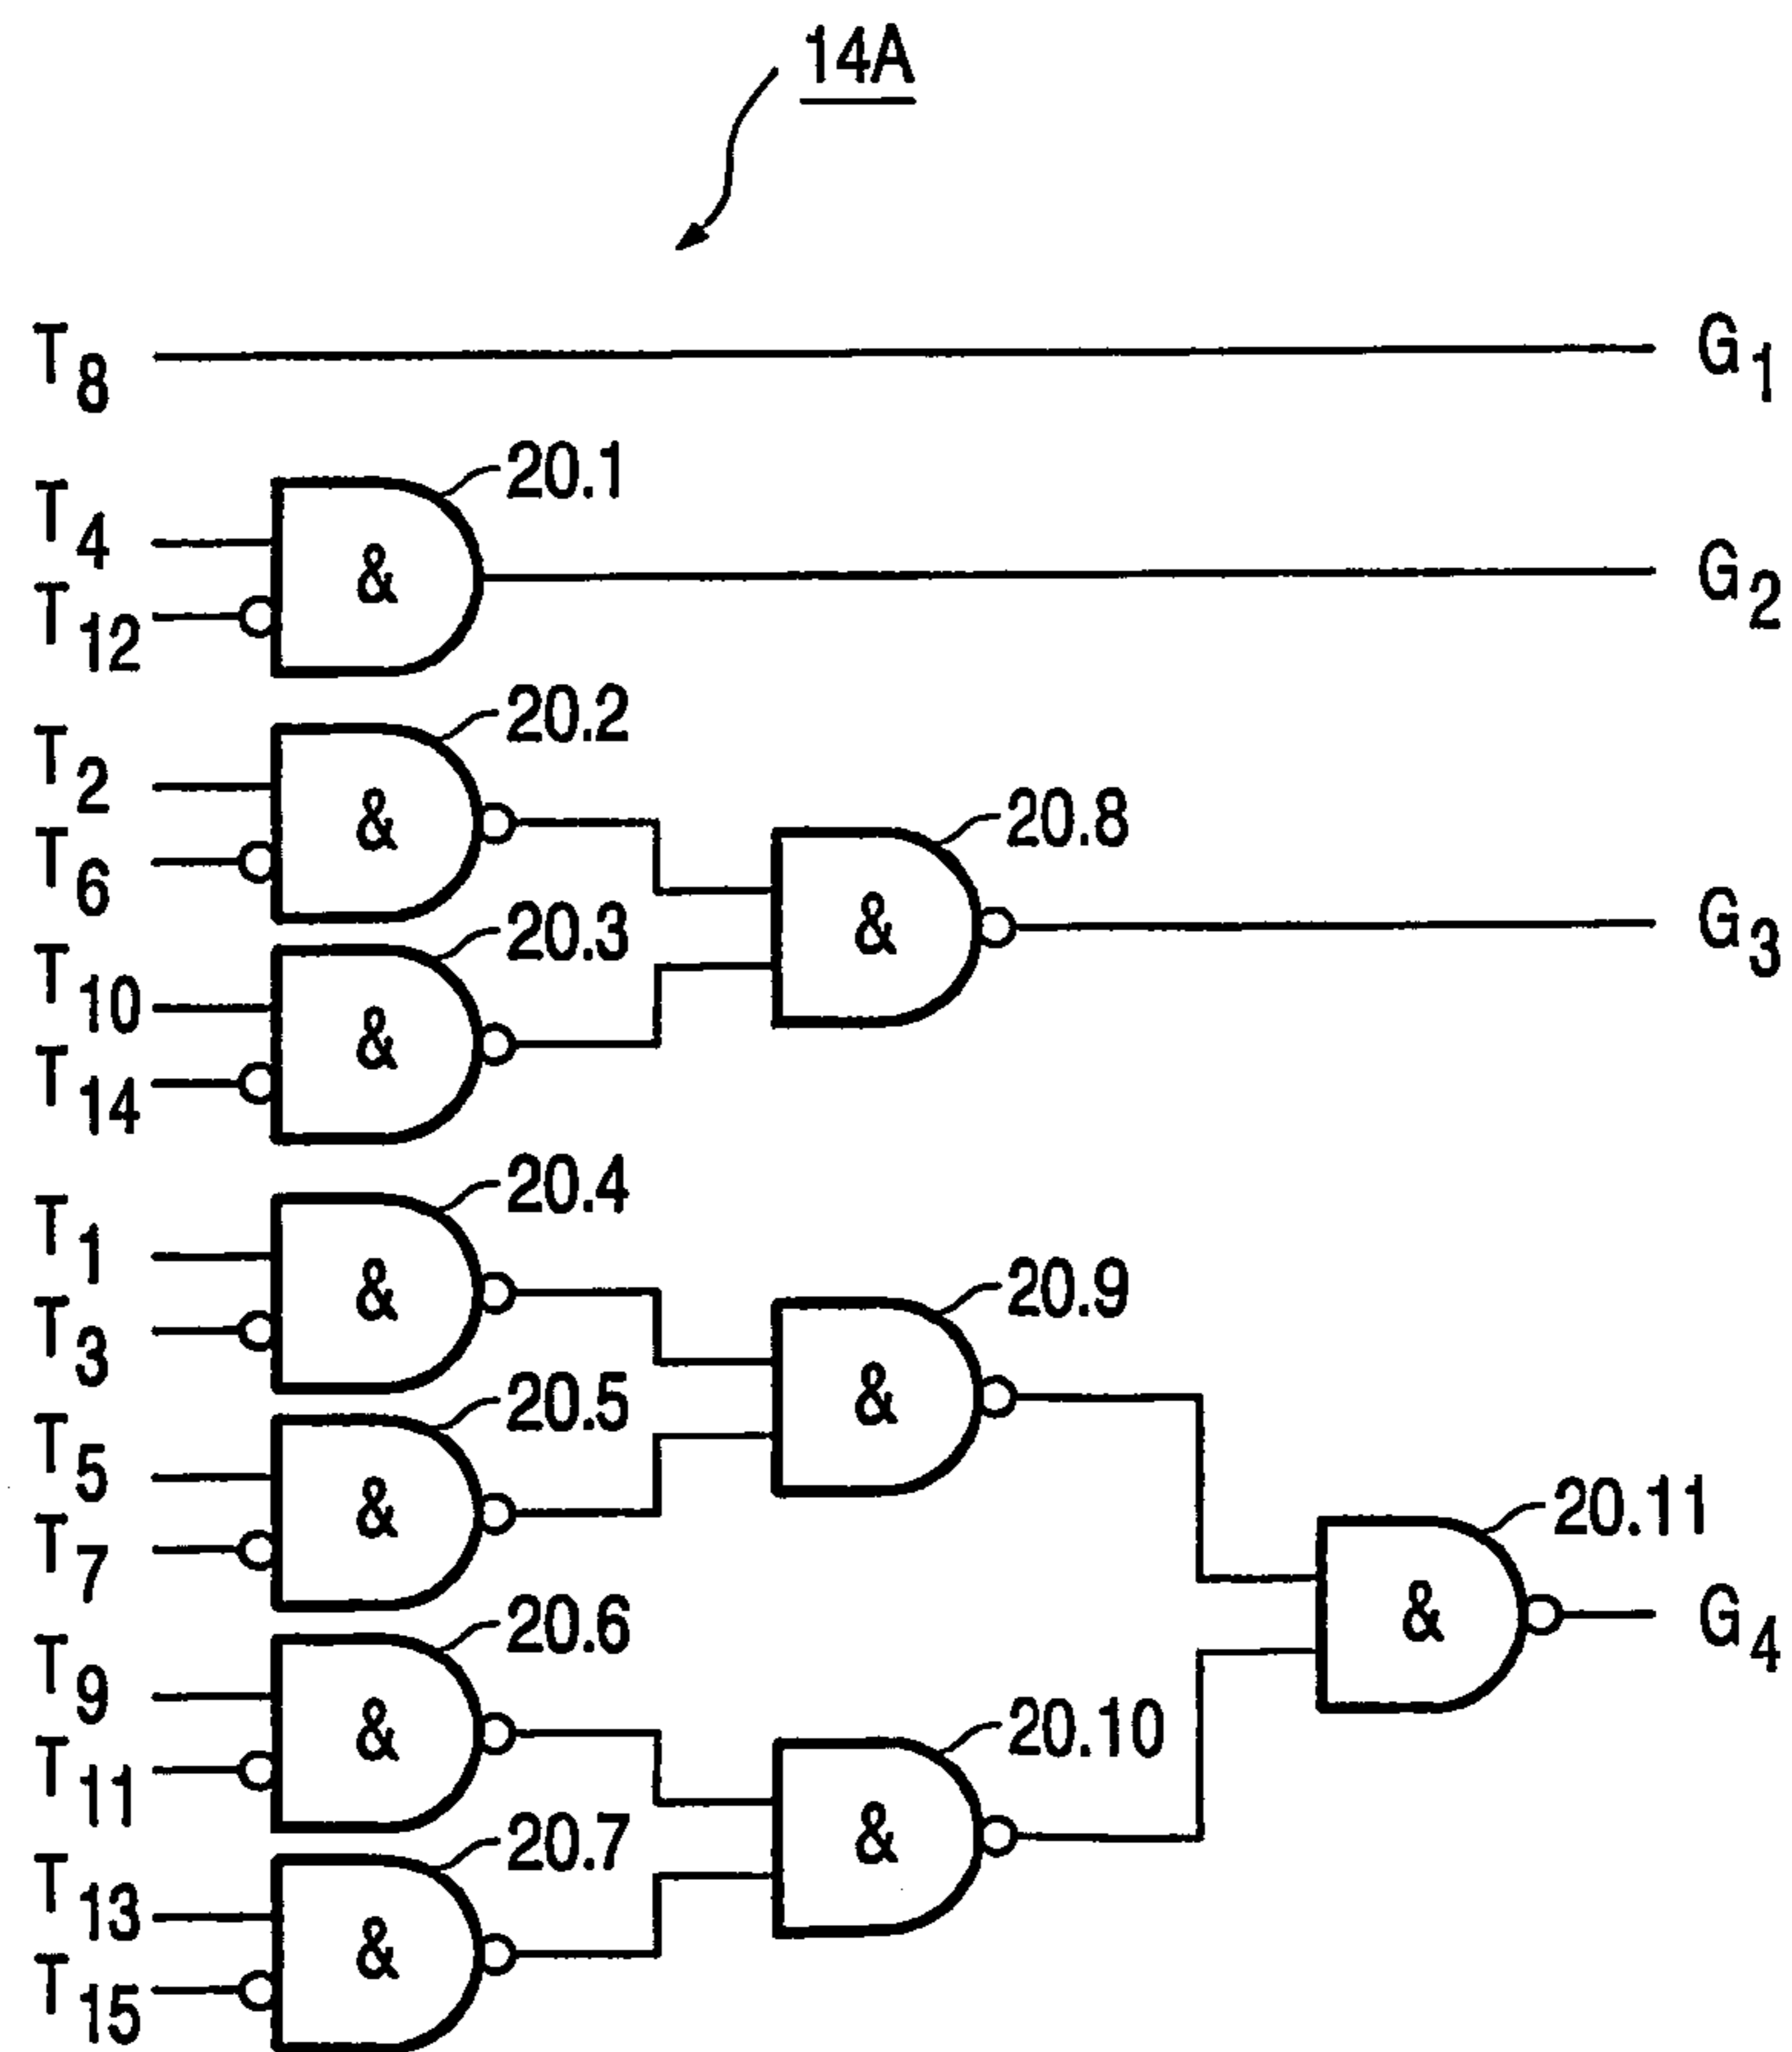 14A
T8 G1
T4 20.1
& G2
T12
T2 20.2
&
T6 20.8
& G3
T10 20.3
&
T14
T1 20.4
&
T3 20.9
&
T5 20.5
&
T7 20.11
& G4
T9 20.6
&
T11 20.10
&
T13 20.7
&
T15